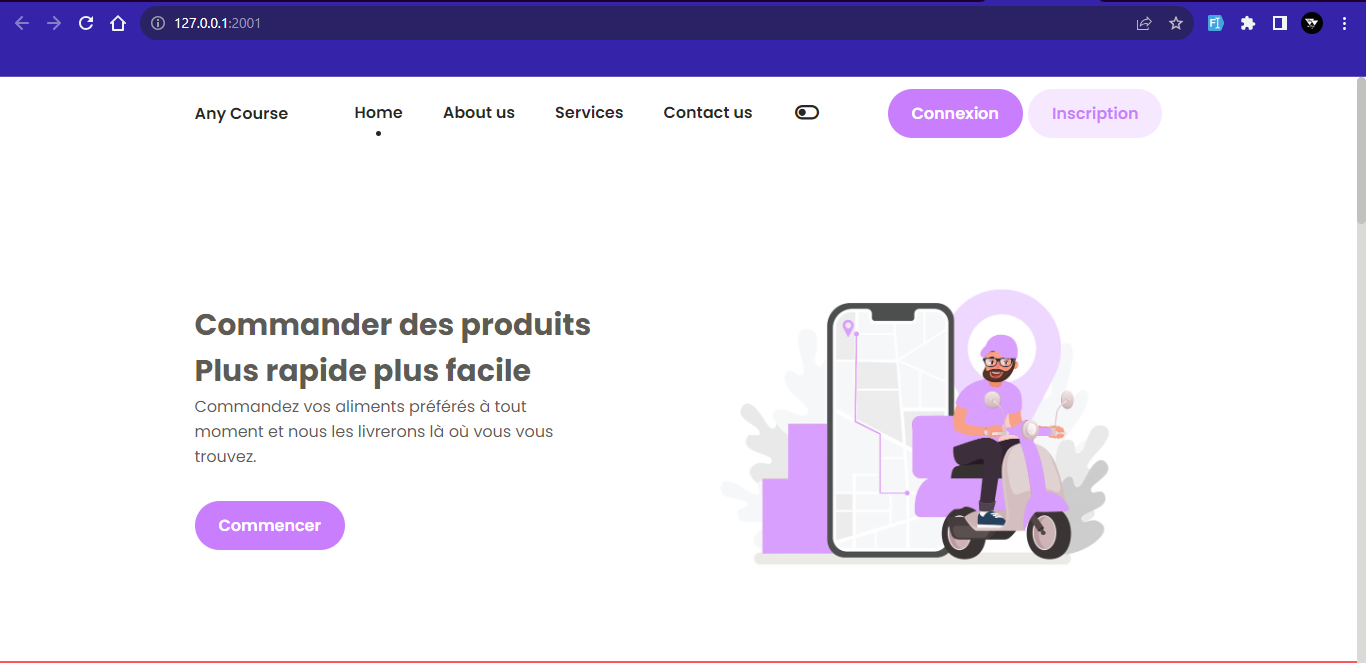 127.0.0.1:2001
Any Course
Home
About us
Services
Contact us
Connexion
Inscription
Commander des produits
Plus rapide plus facile
Commandez vos aliments préférés à tout
moment et nous les livrerons là où vous vous
trouvez.
Commencer